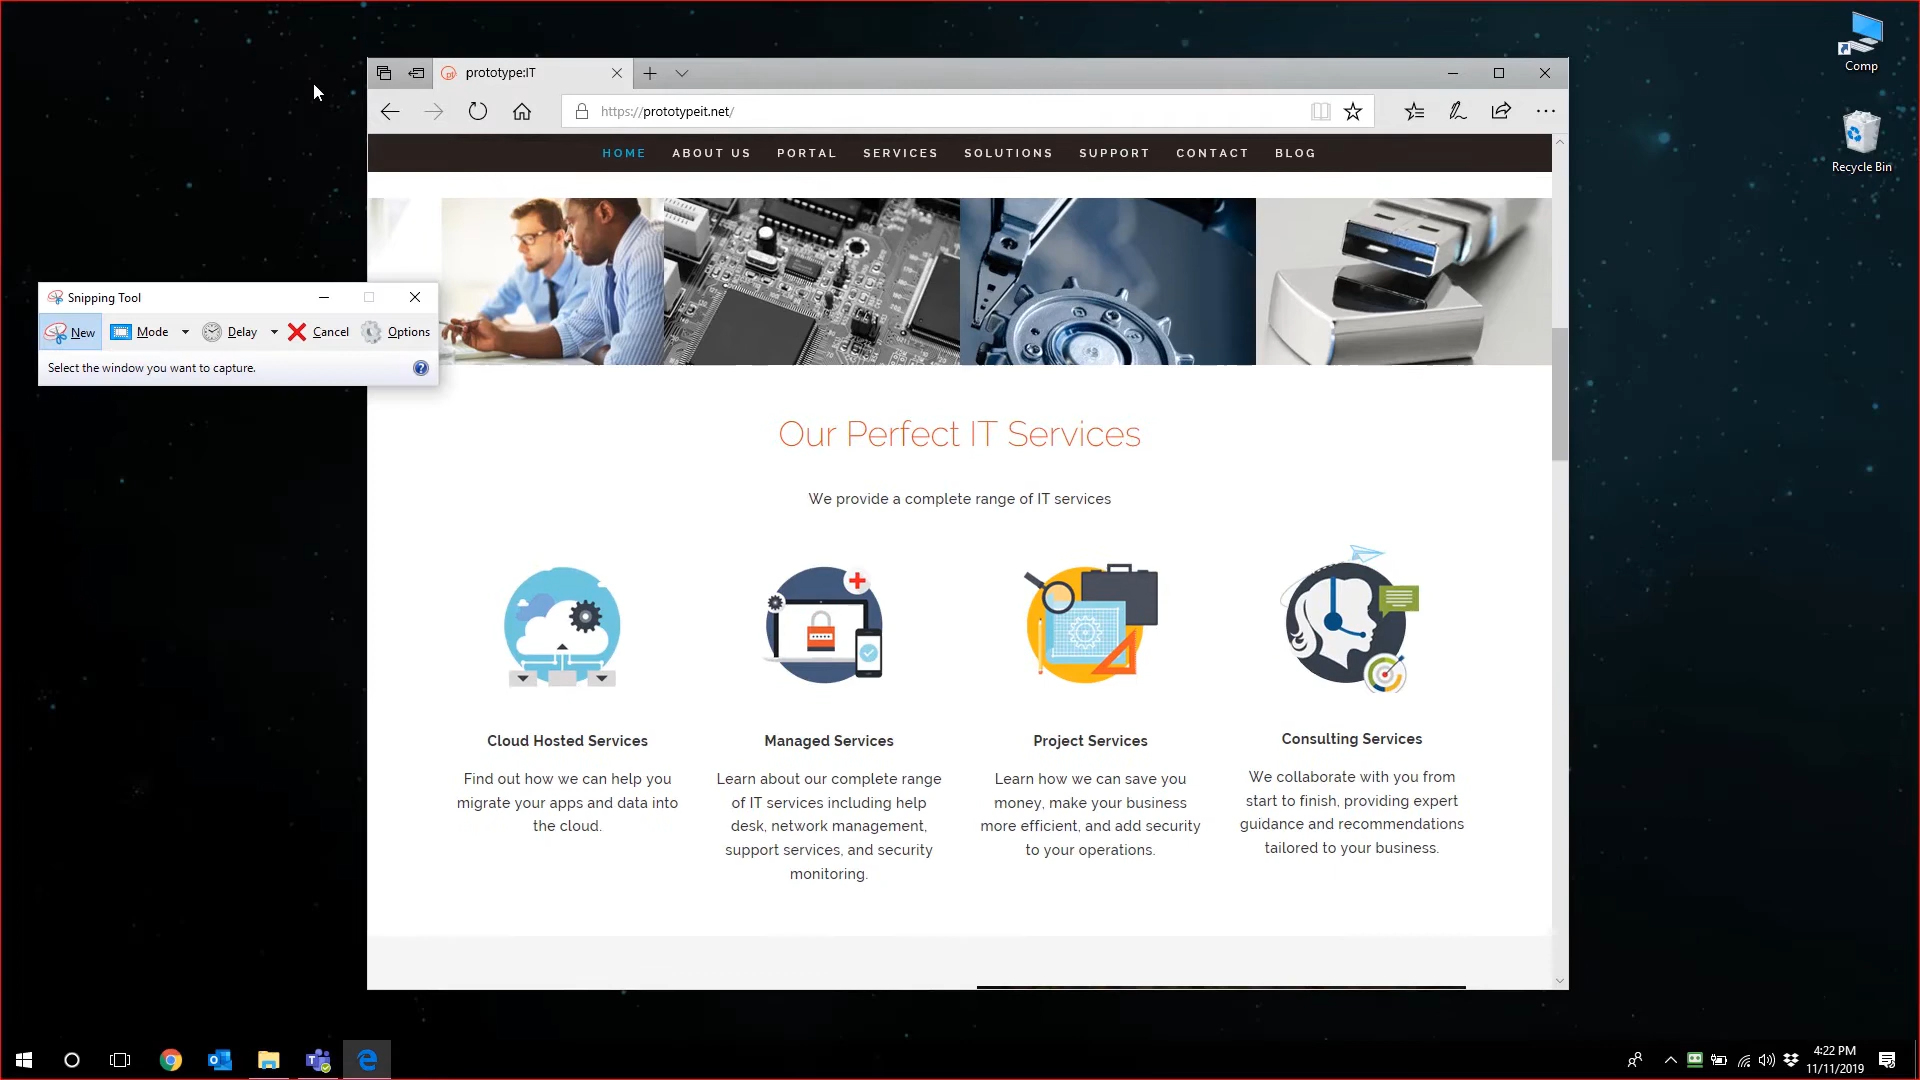 Comp
Recycle Bin
prototype:IT
https://prototypeit.net/
HOME ABOUT US PORTAL SERVICES SOLUTIONS SUPPORT CONTACT BLOG
Snipping Tool
New Mode Delay Cancel Options
Select the window you want to capture.
Our Perfect IT Services
We provide a complete range of IT services
Cloud Hosted Services
Find out how we can help you
migrate your apps and data into
the cloud.
Managed Services
Learn about our complete range
of IT services including help
desk, network management,
support services, and security
monitoring.
Project Services
Learn how we can save you
money, make your business
more efficient, and add security
to your operations.
Consulting Services
We collaborate with you from
start to finish, providing expert
guidance and recommendations
tailored to your business.
4:22 PM
11/11/2019